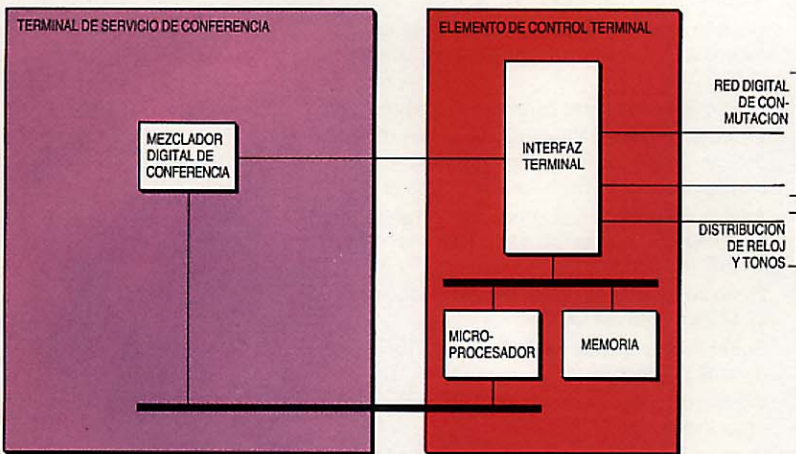 TERMINAL DE SERVICIO DE CONFERENCIA
ELEMENTO DE CONTROL TERMINAL
MEZCLADOR
DIGITAL DE
CONFERENCIA
INTERFAZ
TERMINAL
RED DIGITAL
DE CON-
MUTACION
DISTRIBUCION
DE RELOJ
Y TONOS
MICRO-
PROCESADOR
MEMORIA